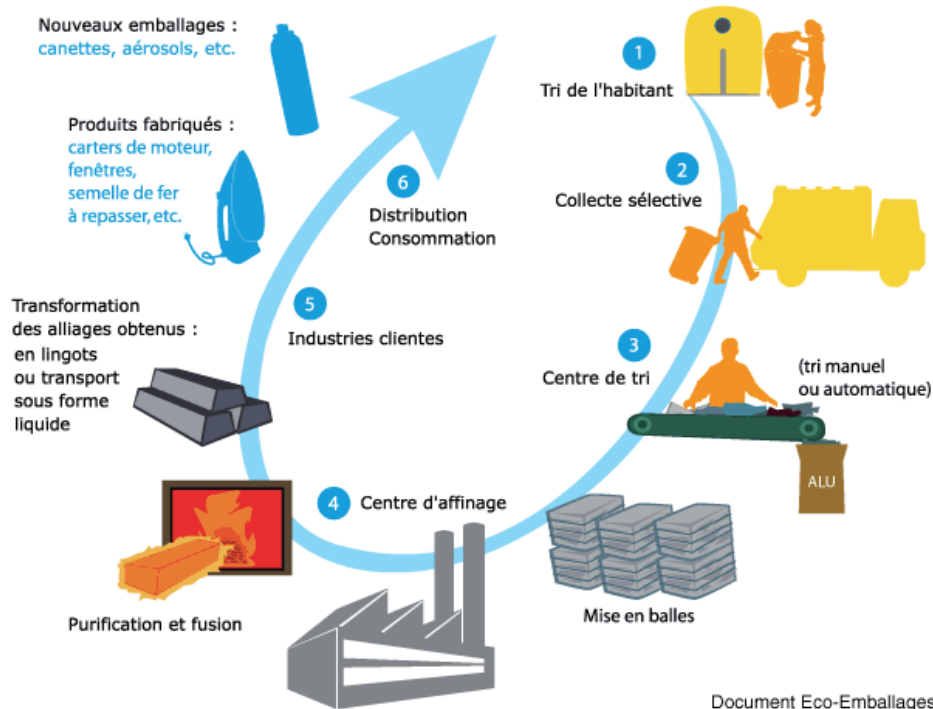 Nouveaux emballages :
canettes, aérosols, etc.
1
Tri de l'habitant
Produits fabriqués :
carters de moteur,
fenêtres,
semelle de fer
à repasser, etc.
2
Collecte sélective
6
Distribution
Consommation
Transformation
des alliages obtenus :
en lingots
ou transport
sous forme
liquide
5
Industries clientes
3
Centre de tri
(tri manuel
ou automatique)
ALU
4
Centre d'affinage
Mise en balles
Purification et fusion
Document Eco-Emballages